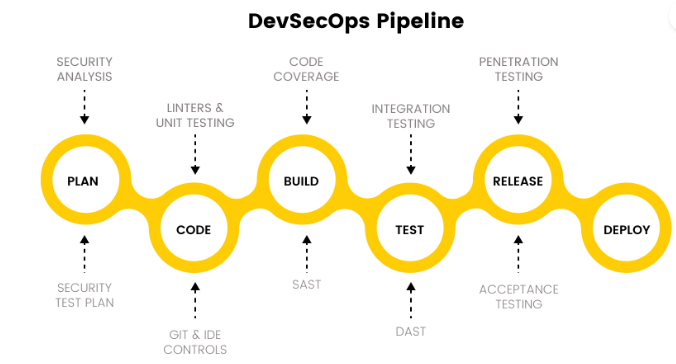 DevSecOps Pipeline
SECURITY
ANALYSIS
CODE
COVERAGE
PENETRATION
TESTING
LINTERS &
UNIT TESTING
INTEGRATION
TESTING
PLAN
BUILD
RELEASE
CODE
TEST
DEPLOY
SECURITY
TEST PLAN
SAST
ACCEPTANCE
TESTING
GIT & IDE
CONTROLS
DAST